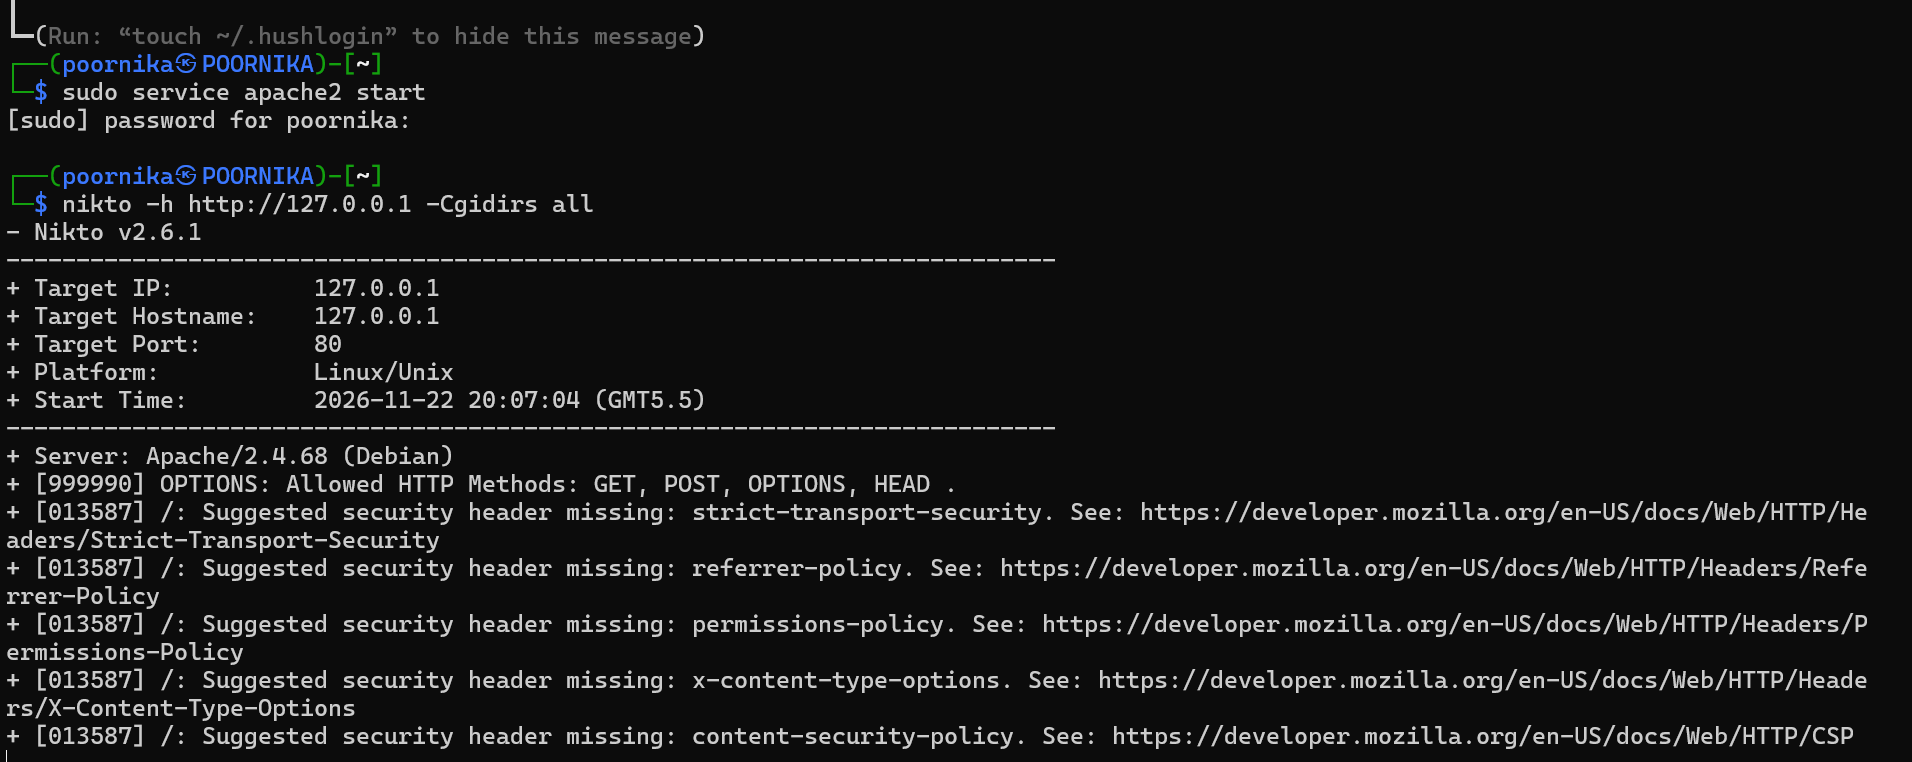 (Run: “touch ~/.hushlogin” to hide this message)
┌──(poornika㉿POORNIKA)-[~]
└─$ sudo service apache2 start
[sudo] password for poornika:
┌──(poornika㉿POORNIKA)-[~]
└─$ nikto -h http://127.0.0.1 -Cgidirs all
- Nikto v2.6.1
---------------------------------------------------------------------------
+ Target IP:          127.0.0.1
+ Target Hostname:    127.0.0.1
+ Target Port:        80
+ Platform:           Linux/Unix
+ Start Time:         2026-11-22 20:07:04 (GMT5.5)
---------------------------------------------------------------------------
+ Server: Apache/2.4.68 (Debian)
+ [999990] OPTIONS: Allowed HTTP Methods: GET, POST, OPTIONS, HEAD .
+ [013587] /: Suggested security header missing: strict-transport-security. See: https://developer.mozilla.org/en-US/docs/Web/HTTP/He
aders/Strict-Transport-Security
+ [013587] /: Suggested security header missing: referrer-policy. See: https://developer.mozilla.org/en-US/docs/Web/HTTP/Headers/Refe
rrer-Policy
+ [013587] /: Suggested security header missing: permissions-policy. See: https://developer.mozilla.org/en-US/docs/Web/HTTP/Headers/P
ermissions-Policy
+ [013587] /: Suggested security header missing: x-content-type-options. See: https://developer.mozilla.org/en-US/docs/Web/HTTP/Heade
rs/X-Content-Type-Options
+ [013587] /: Suggested security header missing: content-security-policy. See: https://developer.mozilla.org/en-US/docs/Web/HTTP/CSP